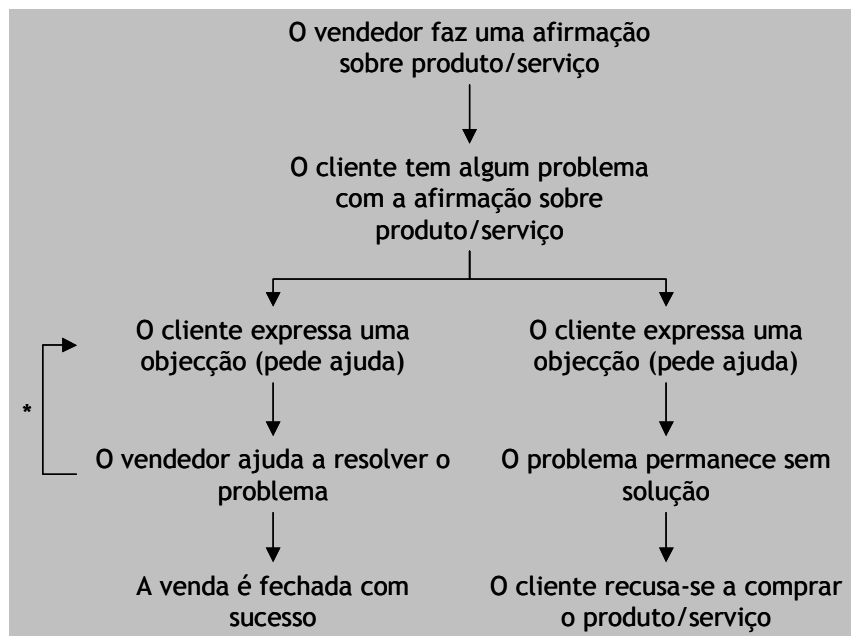 O vendedor faz uma afirmação
sobre produto/serviço
O cliente tem algum problema
com a afirmação sobre
produto/serviço
O cliente expressa uma
objecção (pede ajuda)
O cliente expressa uma
objecção (pede ajuda)
*
O vendedor ajuda a resolver o
problema
O problema permanece sem
solução
A venda é fechada com
sucesso
O cliente recusa-se a comprar
o produto/serviço